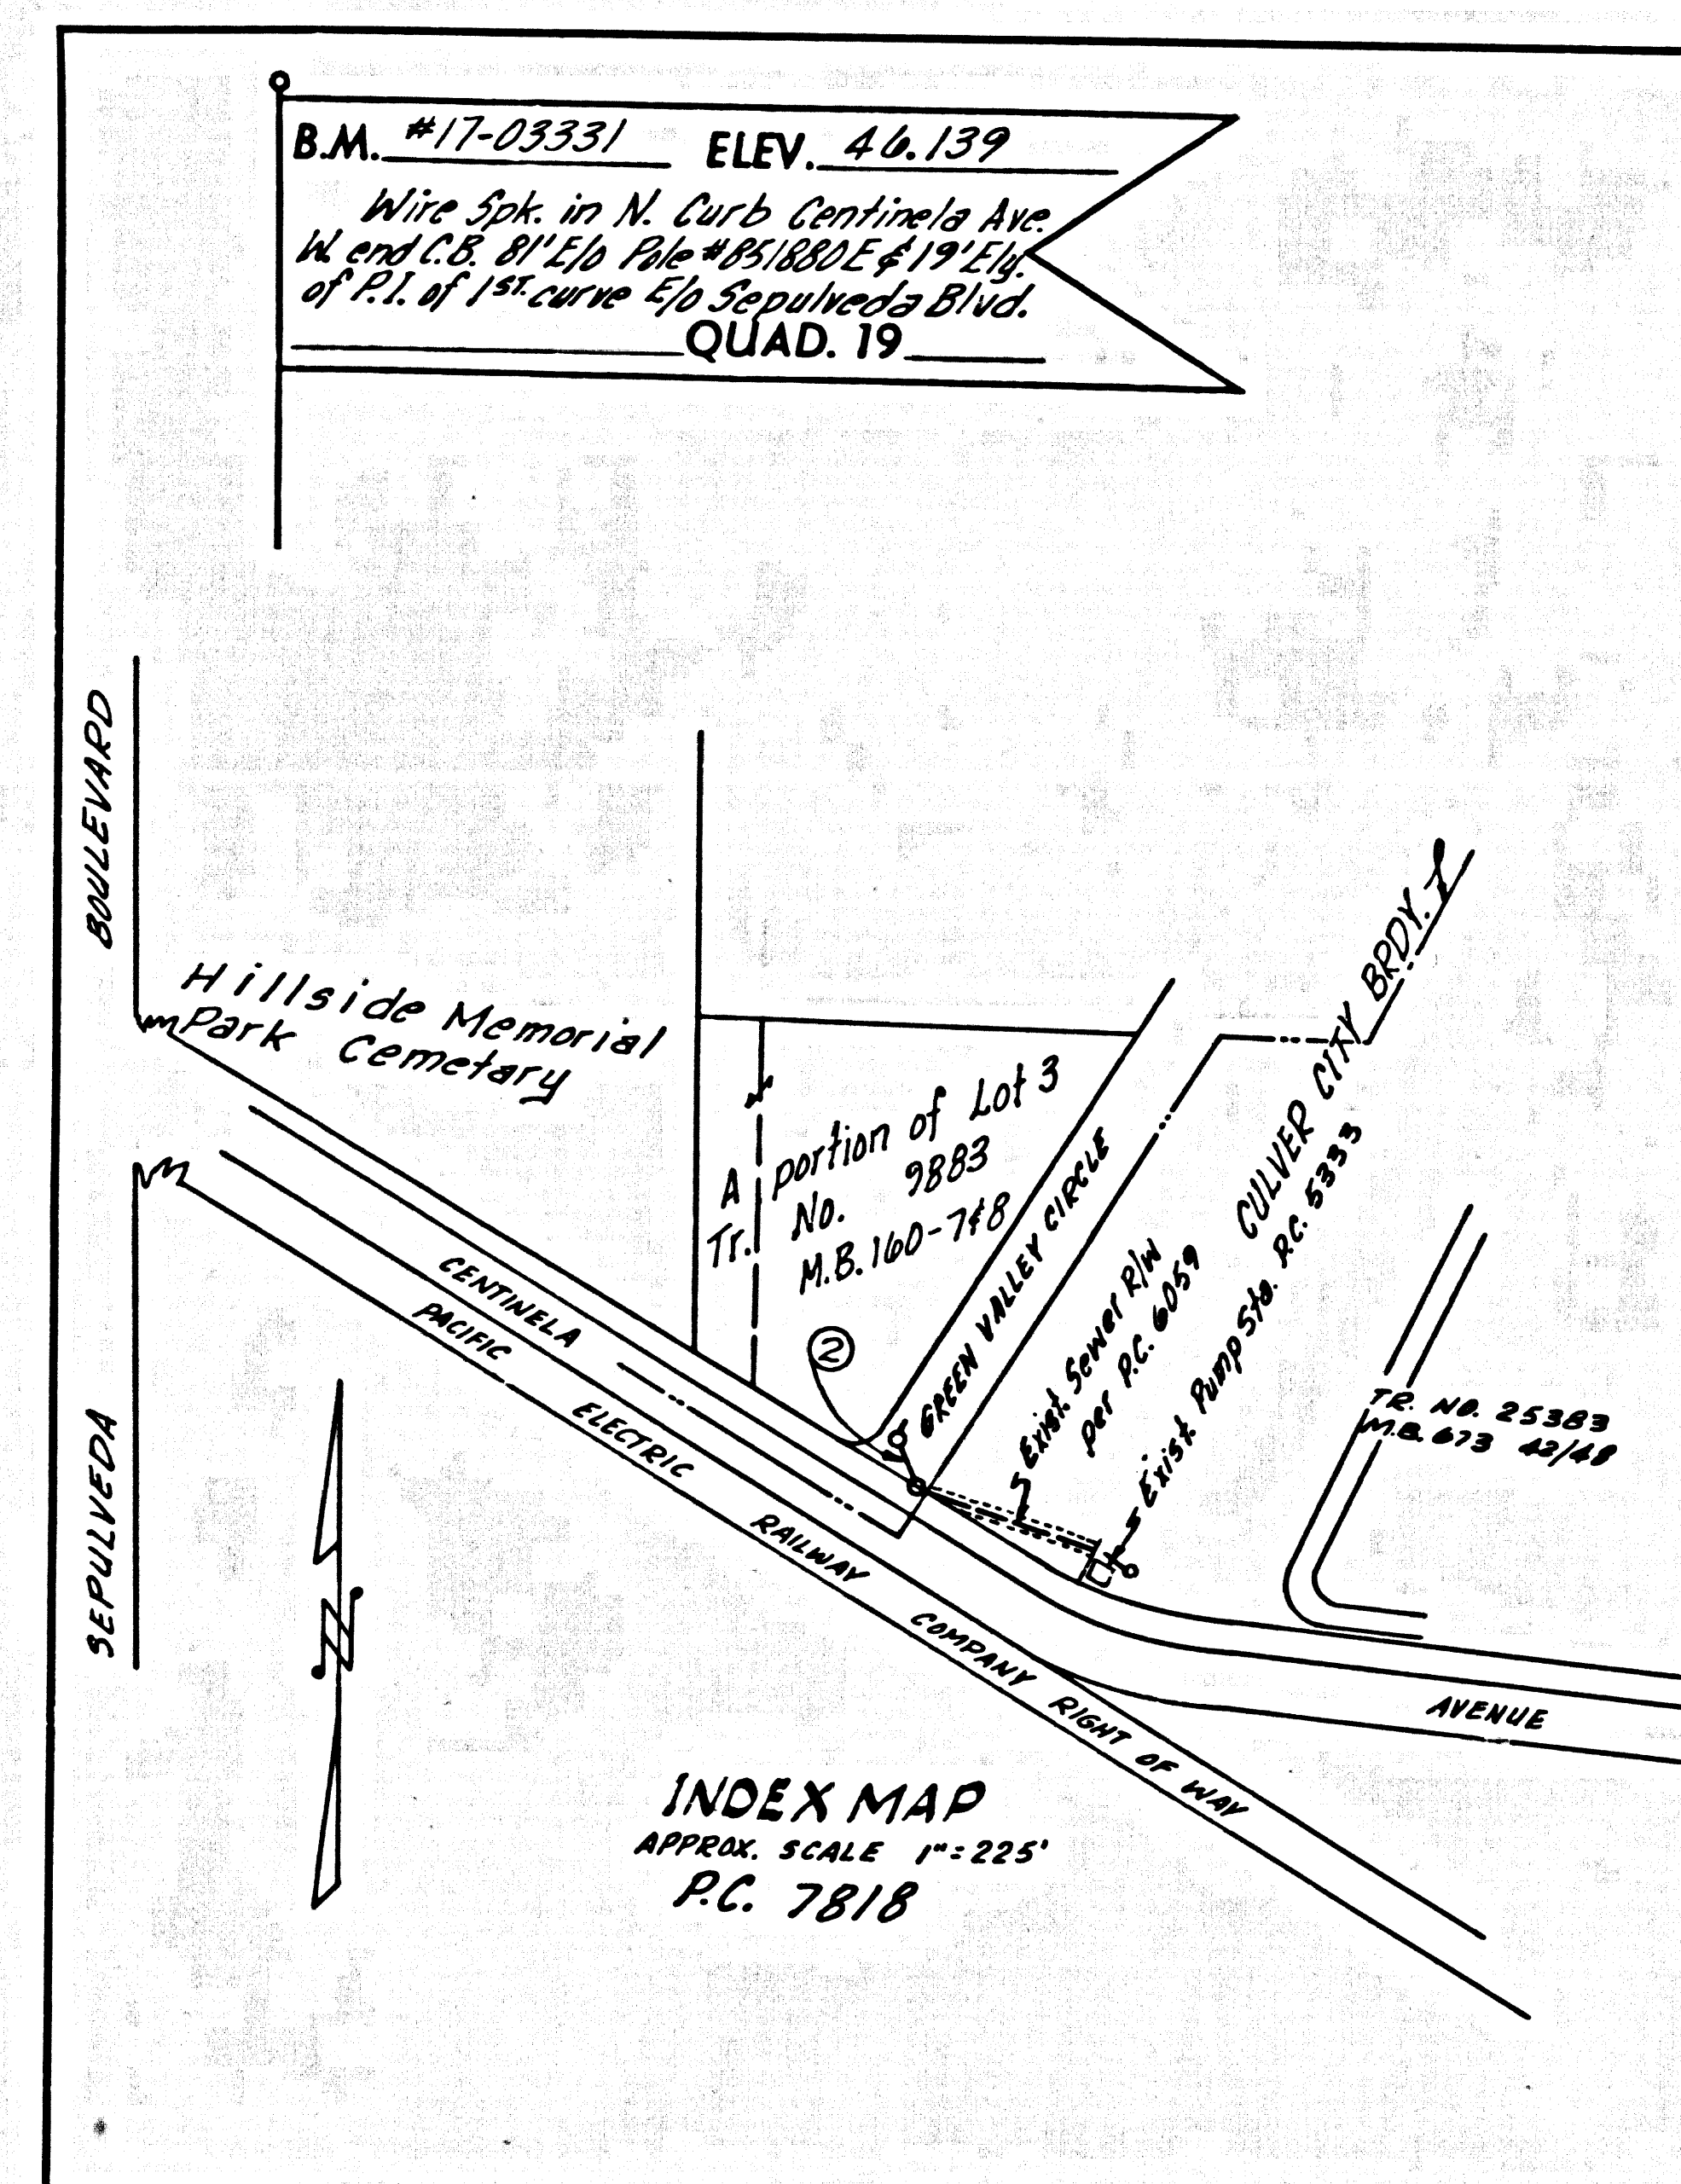 B.M. #17-03331 ELEV. 46.139
Wire Spk. in N. Curb Centinela Ave.
W. end C.B. 81' E/o Pole #851880E & 19' Ely.
of P.I. of 1ST. curve E/o Sepulveda Blvd.
QUAD. 19
BOULEVARD
SEPULVEDA
Hillside Memorial
Park Cemetary
A portion of Lot 3
Tr. No. 9883
M.B. 160-7&8
2
GREEN VALLEY CIRCLE
CULVER CITY BRDY.
Exist. Sewer R/W
per P.C. 6059
Exist. Pump Sta. P.C. 5333
TR. NO. 25383
M.B. 673 42/48
CENTINELA
AVENUE
PACIFIC ELECTRIC RAILWAY COMPANY RIGHT OF WAY
N
INDEX MAP
APPROX. SCALE 1"=225'
P.C. 7818